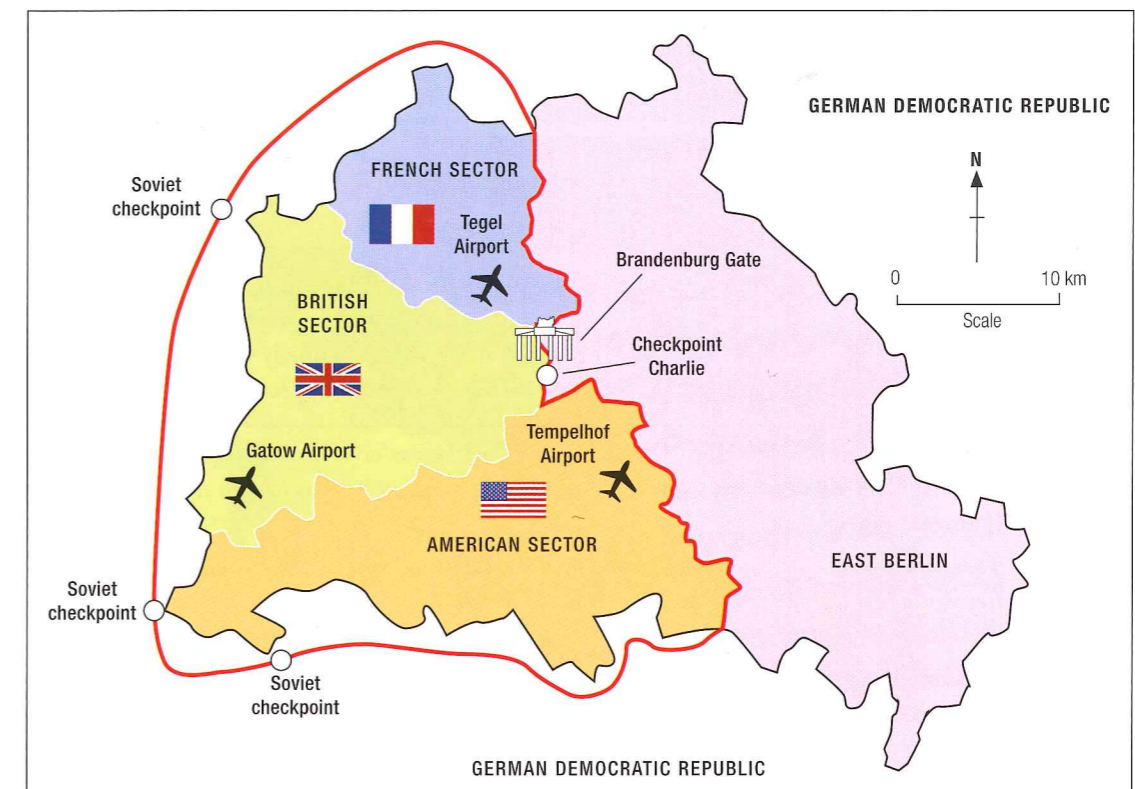 GERMAN DEMOCRATIC REPUBLIC
N
0
10 km
Scale
FRENCH SECTOR
Soviet
checkpoint
Tegel
Airport
Brandenburg Gate
BRITISH
SECTOR
Checkpoint
Charlie
Tempelhof
Airport
Gatow Airport
AMERICAN SECTOR
EAST BERLIN
Soviet
checkpoint
Soviet
checkpoint
GERMAN DEMOCRATIC REPUBLIC